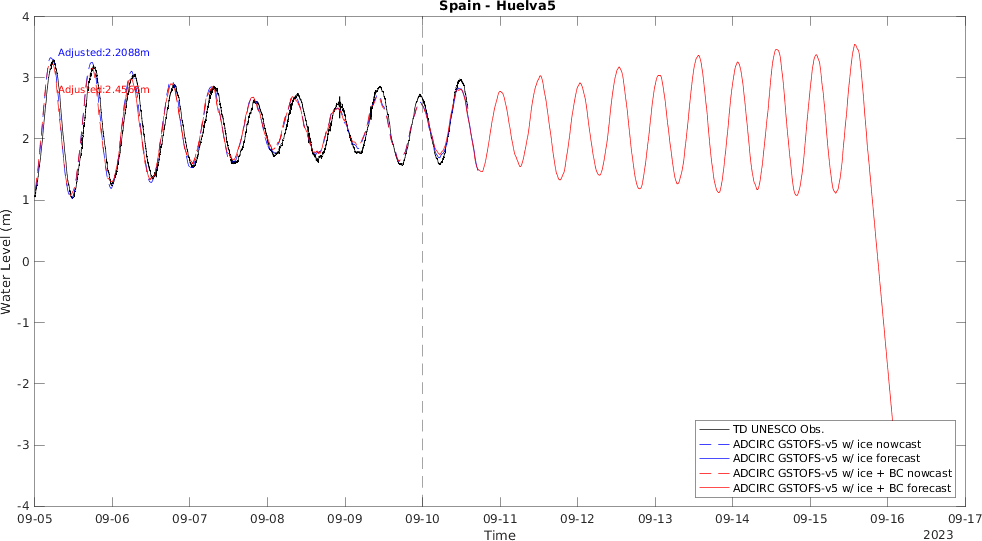 Spain - Huelva5
4
3
2
1
0
-1
-2
-3
-4
Water Level (m)
Adjusted:2.2088m
TD UNESCO Obs.
ADCIRC GSTOFS-v5 w/ ice nowcast
ADCIRC GSTOFS-v5 w/ ice forecast
ADCIRC GSTOFS-v5 w/ ice + BC nowcast
ADCIRC GSTOFS-v5 w/ ice + BC forecast
09-05 09-06 09-07 09-08 09-09 09-10 09-11 09-12 09-13 09-14 09-15 09-16 09-17
Time
2023